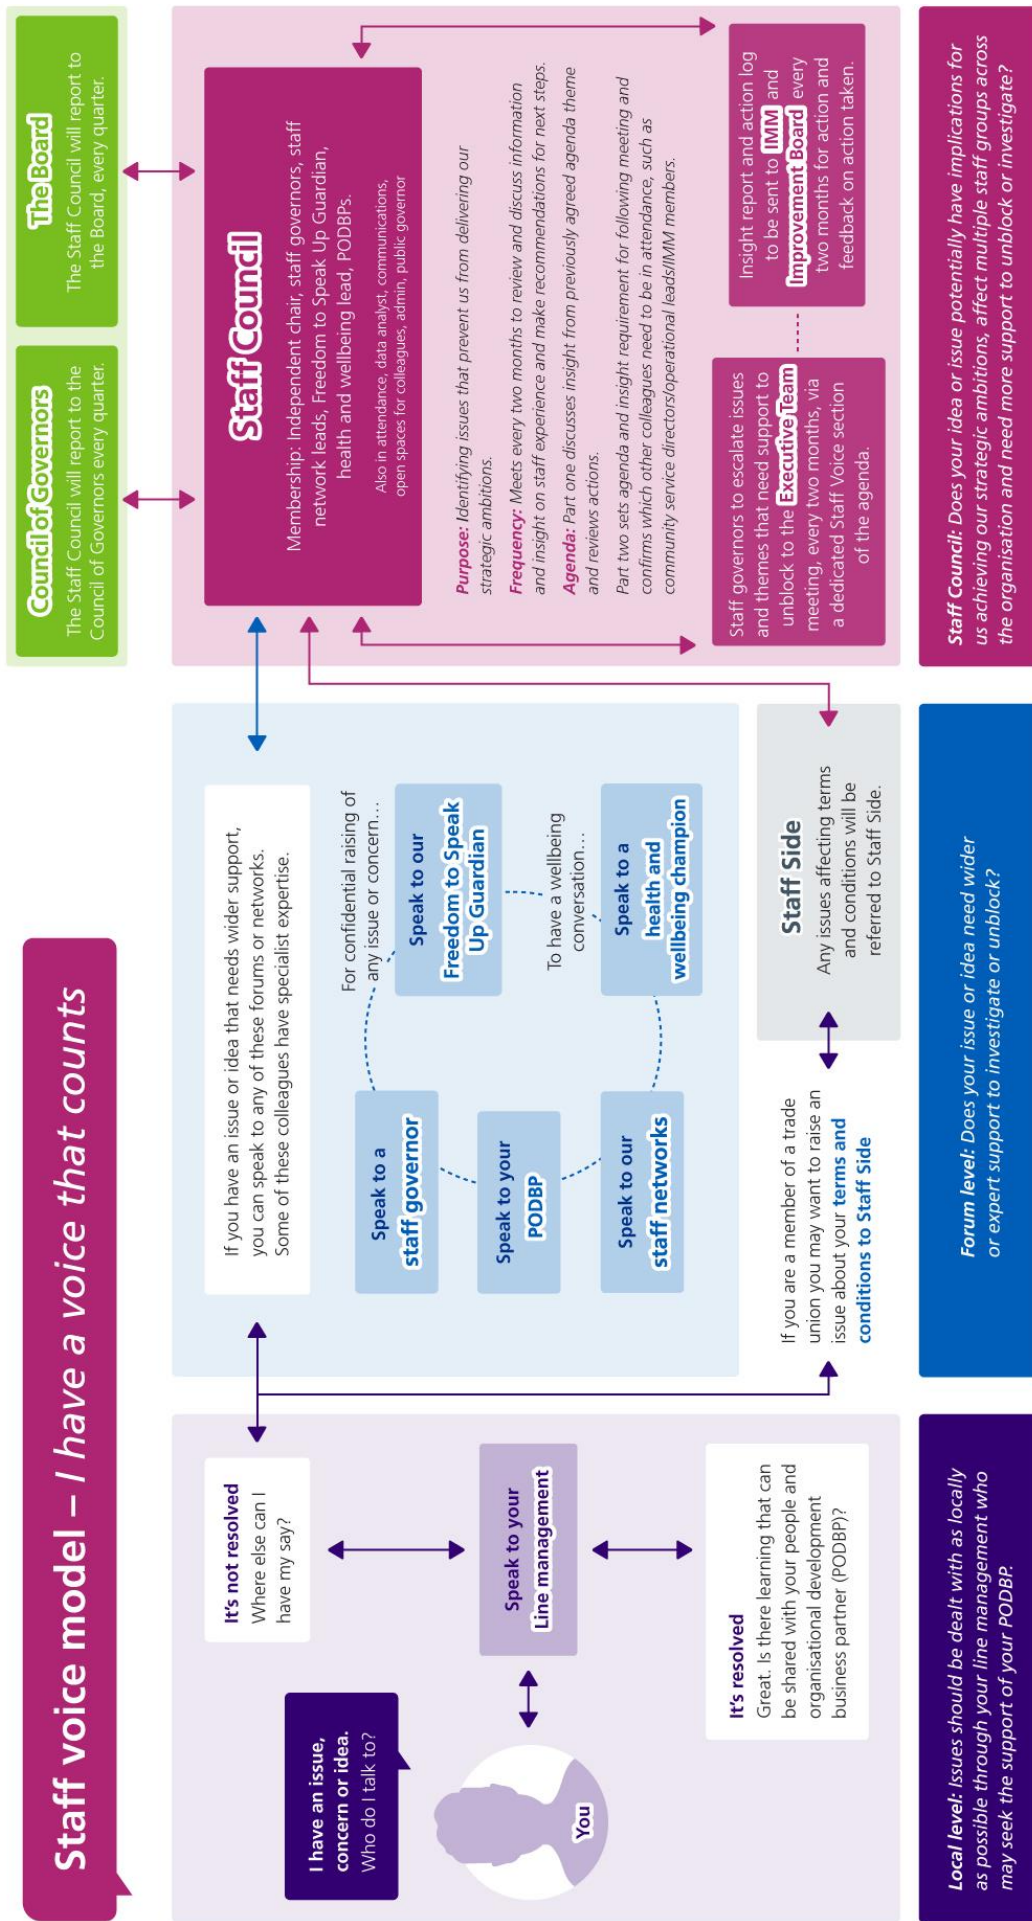 Staff voice model – I have a voice that counts
I have an issue,
concern or idea.
Who do I talk to?
You
It's not resolved
Where else can I
have my say?
Speak to your
Line management
It's resolved
Great. Is there learning that can
be shared with your people and
organisational development
business partner (PODBP)?
Local level: Issues should be dealt with as locally
as possible through your line management who
may seek the support of your PODBP.
If you have an issue or idea that needs wider support,
you can speak to any of these forums or networks.
Some of these colleagues have specialist expertise.
For confidential raising of
any issue or concern...
Speak to a
staff governor
Speak to our
Freedom to Speak
Up Guardian
Speak to your
PODBP
To have a wellbeing
conversation...
Speak to our
staff networks
Speak to a
health and
wellbeing champion
If you are a member of a trade
union you may want to raise an
issue about your terms and
conditions to Staff Side
Staff Side
Any issues affecting terms
and conditions will be
referred to Staff Side.
Forum level: Does your issue or idea need wider
or expert support to investigate or unblock?
Council of Governors
The Staff Council will report to the
Council of Governors every quarter.
The Board
The Staff Council will report to
the Board, every quarter.
Staff Council
Membership: Independent chair, staff governors, staff
network leads, Freedom to Speak Up Guardian,
health and wellbeing lead, PODBPs.
Also in attendance, data analyst, communications,
open spaces for colleagues, admin, public governor
Purpose: Identifying issues that prevent us from delivering our
strategic ambitions.
Frequency: Meets every two months to review and discuss information
and insight on staff experience and make recommendations for next steps.
Agenda: Part one discusses insight from previously agreed agenda theme
and reviews actions.
Part two sets agenda and insight requirement for following meeting and
confirms which other colleagues need to be in attendance, such as
community service directors/operational leads/IMM members.
Staff governors to escalate issues
and themes that need support to
unblock to the Executive Team
meeting, every two months, via
a dedicated Staff Voice section
of the agenda.
Insight report and action log
to be sent to IMM and
Improvement Board every
two months for action and
feedback on action taken.
Staff Council: Does your idea or issue potentially have implications for
us achieving our strategic ambitions, affect multiple staff groups across
the organisation and need more support to unblock or investigate?